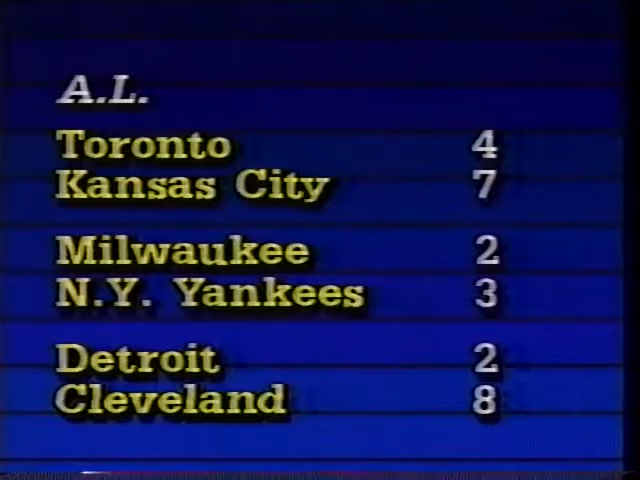 A.L.
Toronto 4
Kansas City 7
Milwaukee 2
N.Y. Yankees 3
Detroit 2
Cleveland 8